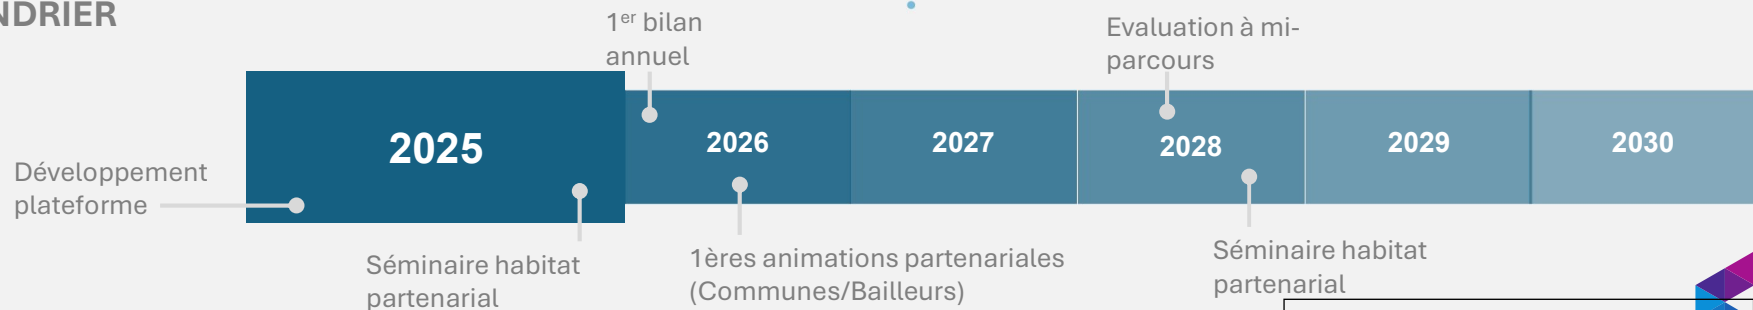 NDRIER
1er bilan
annuel
Evaluation à mi-
parcours
2025
2026
2027
2028
2029
2030
Développement
plateforme
Séminaire habitat
partenarial
1ères animations partenariales
(Communes/Bailleurs)
Séminaire habitat
partenarial